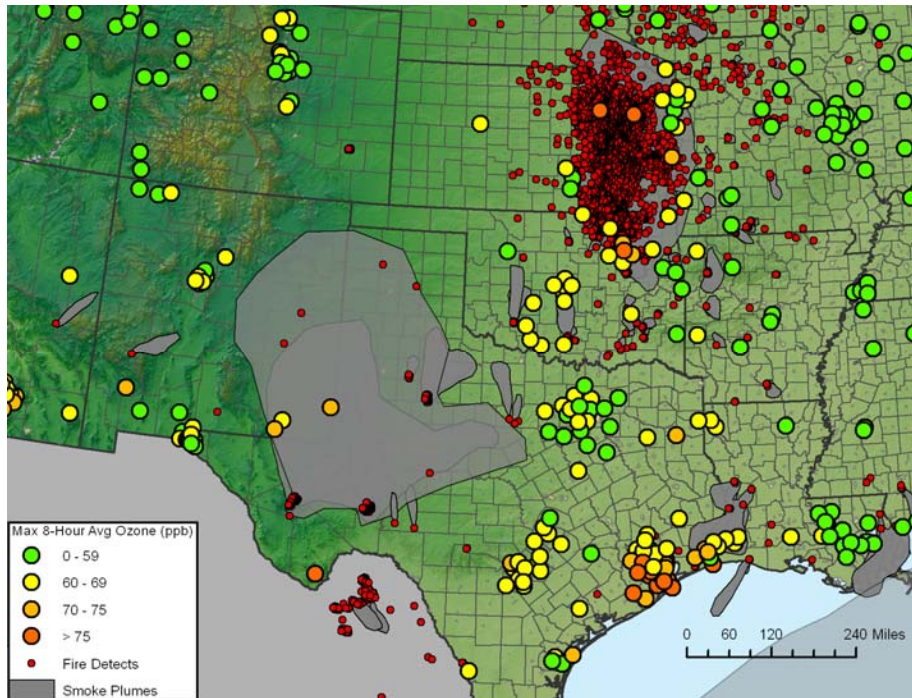 Max 8-Hour Avg Ozone (ppb)
0 - 59
60 - 69
70 - 75
> 75
Fire Detects
Smoke Plumes
0 60 120 240 Miles